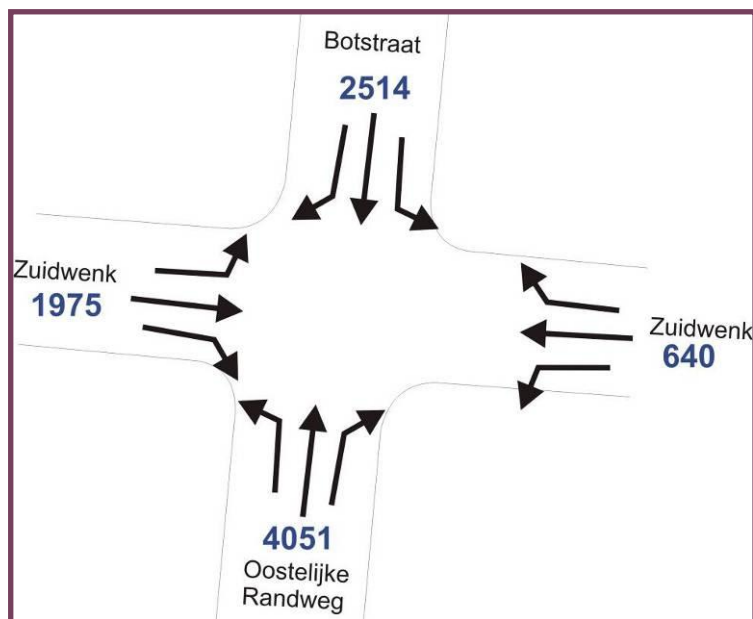 Botstraat
2514
Zuidwenk
1975
Zuidwenk
640
4051
Oostelijke
Randweg